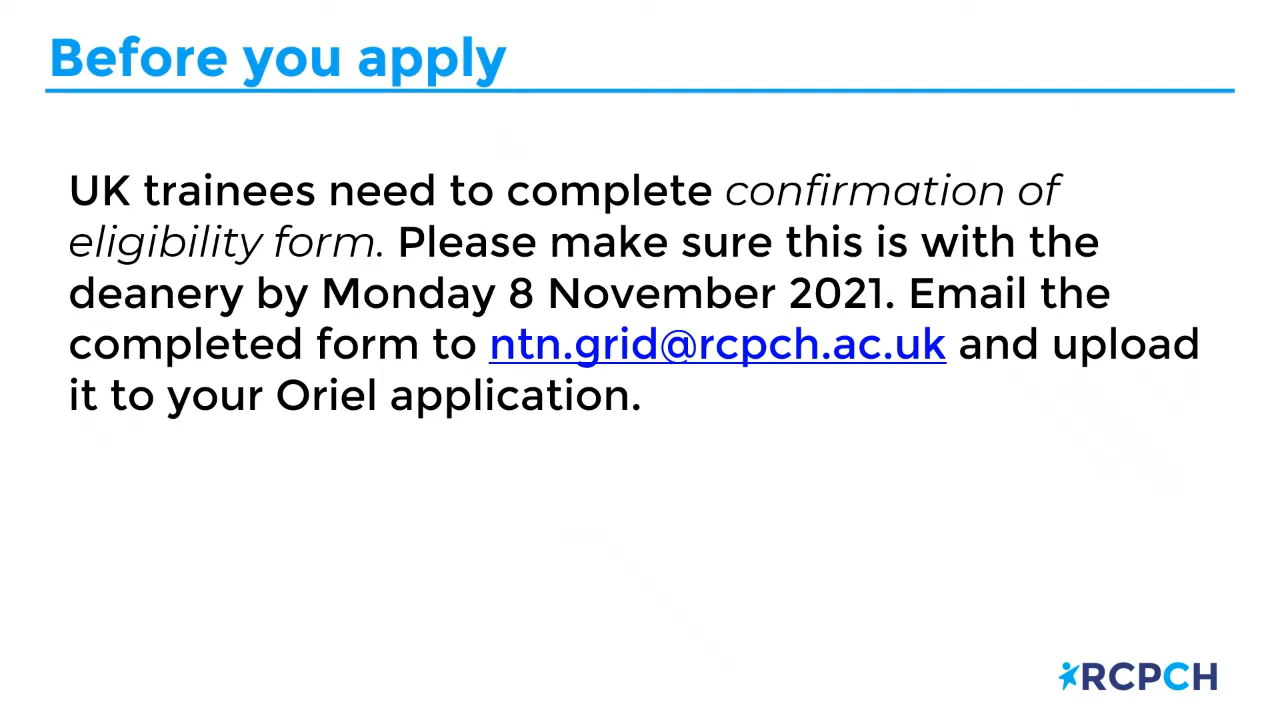 Before you apply
UK trainees need to complete confirmation of
eligibility form. Please make sure this is with the
deanery by Monday 8 November 2021. Email the
completed form to ntn.grid@rcpch.ac.uk and upload
it to your Oriel application.
RCPCH